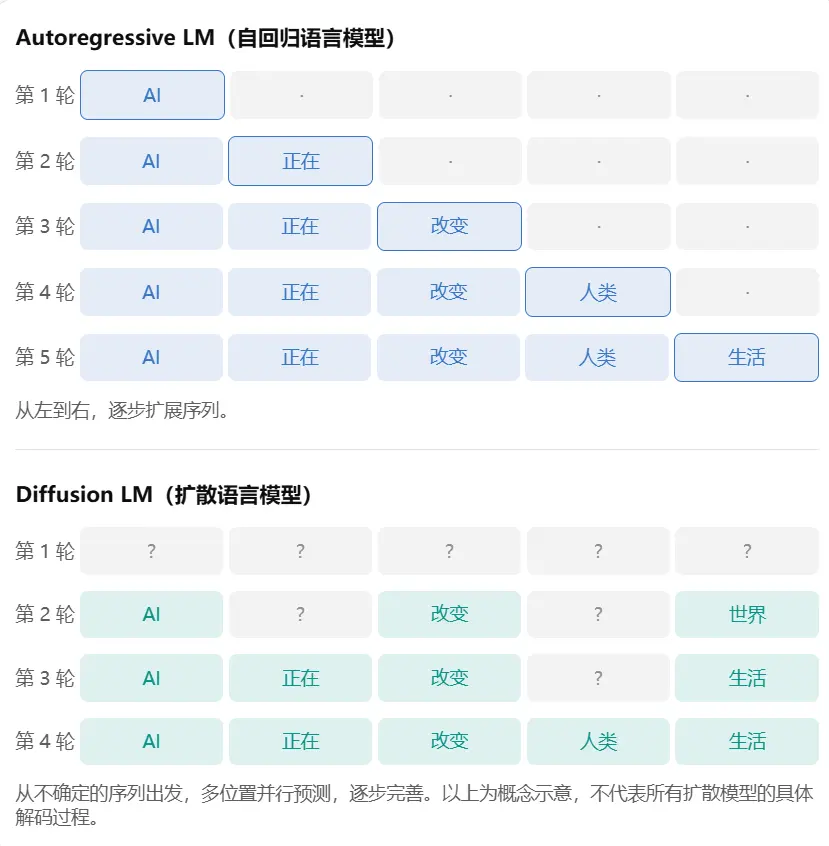 Autoregressive LM（自回归语言模型）
第 1 轮 AI · · · ·
第 2 轮 AI 正在 · · ·
第 3 轮 AI 正在 改变 · ·
第 4 轮 AI 正在 改变 人类 ·
第 5 轮 AI 正在 改变 人类 生活
从左到右，逐步扩展序列。
Diffusion LM（扩散语言模型）
第 1 轮 ? ? ? ? ?
第 2 轮 AI ? 改变 ? 世界
第 3 轮 AI 正在 改变 ? 生活
第 4 轮 AI 正在 改变 人类 生活
从不确定的序列出发，多位置并行预测，逐步完善。以上为概念示意，不代表所有扩散模型的具体
解码过程。